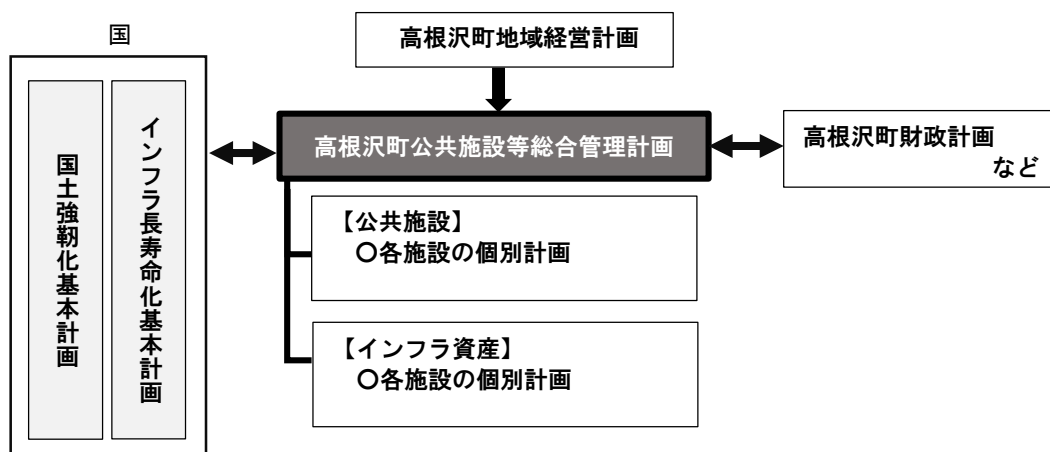 国
国土強靭化基本計画
インフラ長寿命化基本計画
高根沢町地域経営計画
高根沢町公共施設等総合管理計画
高根沢町財政計画
など
【公共施設】
〇各施設の個別計画
【インフラ資産】
〇各施設の個別計画